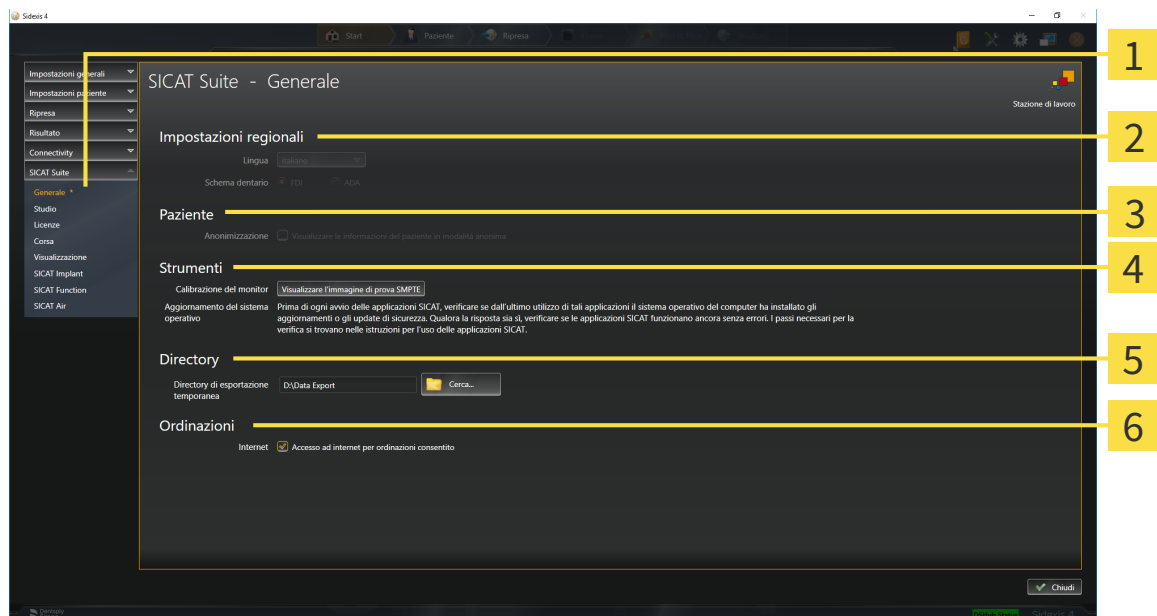 Sidexis 4
Start
Paziente
Ripresa
1
Impostazioni generali
Impostazioni paziente
Ripresa
Risultato
Connectivity
SICAT Suite
Generale *
Studio
Licenze
Corsa
Visualizzazione
SICAT Implant
SICAT Function
SICAT Air
SICAT Suite - Generale
Stazione di lavoro
Impostazioni regionali
2
Lingua
Italiano
Schema dentario
FDI
ADA
Paziente
3
Anonimizzazione
Visualizzare le informazioni del paziente in modalità anonima
Strumenti
4
Calibrazione del monitor
Visualizzare l'immagine di prova SMPTE
Aggiornamento del sistema
operativo
Prima di ogni avvio delle applicazioni SICAT, verificare se dall'ultimo utilizzo di tali applicazioni il sistema operativo del computer ha installato gli
aggiornamenti o gli update di sicurezza. Qualora la risposta sia sì, verificare se le applicazioni SICAT funzionano ancora senza errori. I passi necessari per la
verifica si trovano nelle istruzioni per l'uso delle applicazioni SICAT.
Directory
5
Directory di esportazione
temporanea
D:\Data Export
Cerca...
Ordinazioni
6
Internet
Accesso ad internet per ordinazioni consentito
Chiudi
Dentsply
Sidexis 4